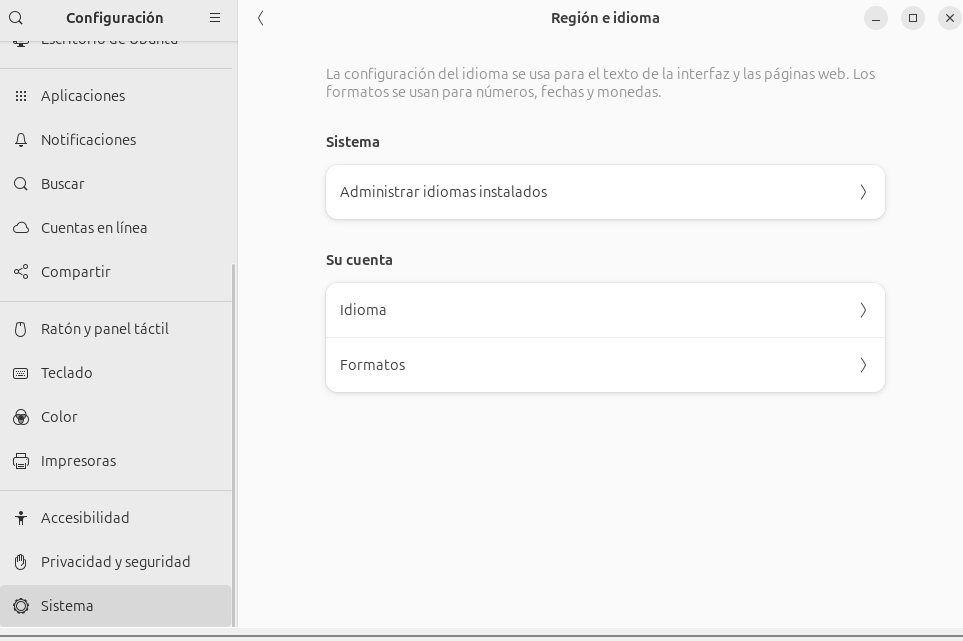 Configuración
Escritorio de Ubuntu
Aplicaciones
Notificaciones
Buscar
Cuentas en línea
Compartir
Ratón y panel táctil
Teclado
Color
Impresoras
Accesibilidad
Privacidad y seguridad
Sistema
Región e idioma
La configuración del idioma se usa para el texto de la interfaz y las páginas web. Los
formatos se usan para números, fechas y monedas.
Sistema
Administrar idiomas instalados
Su cuenta
Idioma
Formatos